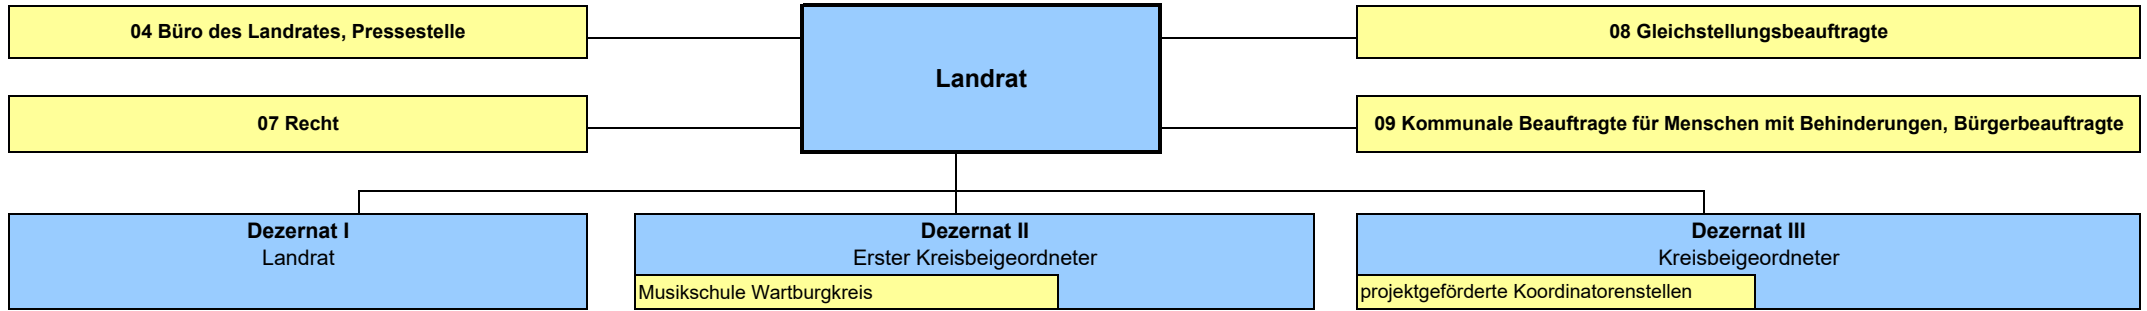 04 Büro des Landrates, Pressestelle
Landrat
08 Gleichstellungsbeauftragte
07 Recht
09 Kommunale Beauftragte für Menschen mit Behinderungen, Bürgerbeauftragte
Dezernat I
Landrat
Dezernat II
Erster Kreisbeigeordneter
Musikschule Wartburgkreis
Dezernat III
Kreisbeigeordneter
projektgeförderte Koordinatorenstellen